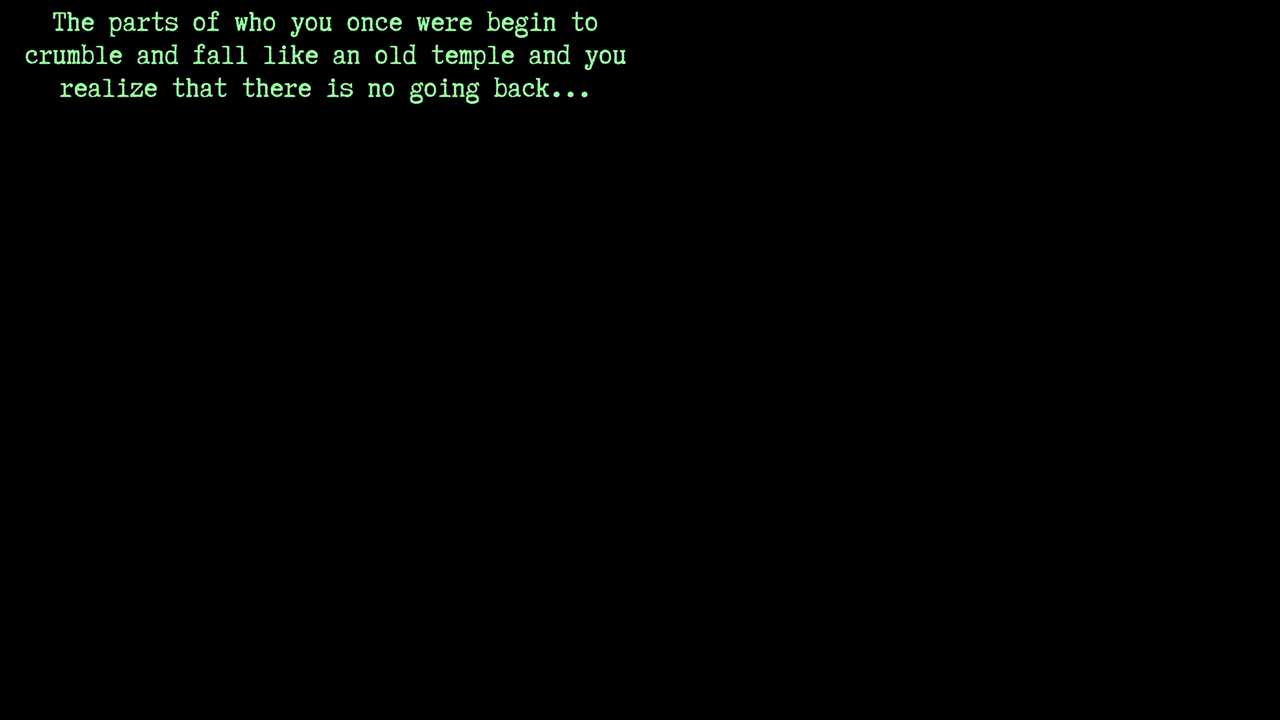 The parts of who you once were begin to
crumble and fall like an old temple and you
realize that there is no going back...